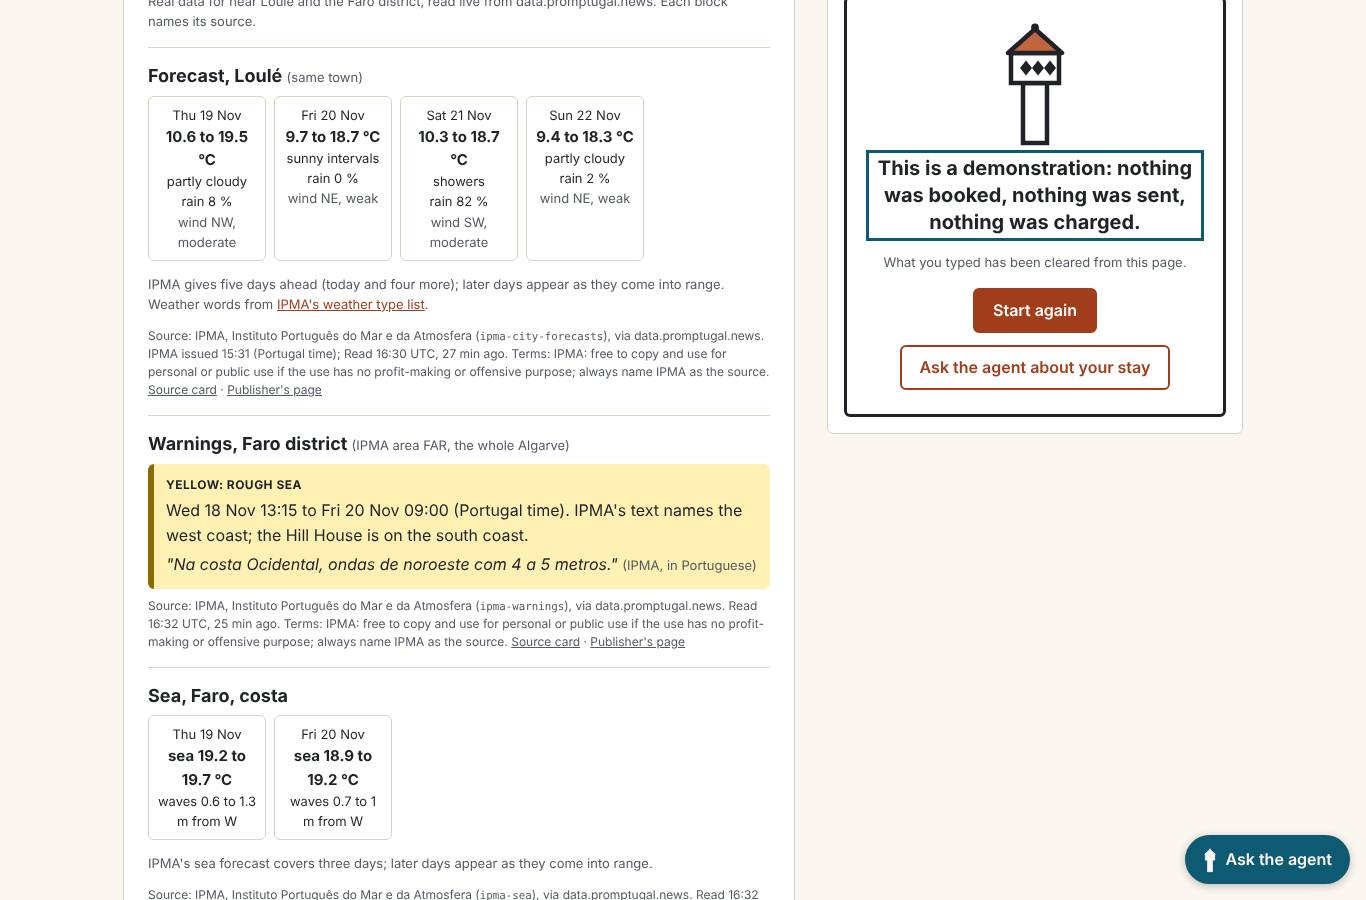 Real data for near Loulé and the Faro district, read live from data.promptugal.news. Each block
names its source.
Forecast, Loulé (same town)
Thu 19 Nov
10.6 to 19.5
°C
partly cloudy
rain 8 %
wind NW,
moderate
Fri 20 Nov
9.7 to 18.7 °C
sunny intervals
rain 0 %
wind NE, weak
Sat 21 Nov
10.3 to 18.7
°C
showers
rain 82 %
wind SW,
moderate
Sun 22 Nov
9.4 to 18.3 °C
partly cloudy
rain 2 %
wind NE, weak
IPMA gives five days ahead (today and four more); later days appear as they come into range.
Weather words from IPMA's weather type list.
Source: IPMA, Instituto Português do Mar e da Atmosfera (ipma-city-forecasts), via data.promptugal.news.
IPMA issued 15:31 (Portugal time); Read 16:30 UTC, 27 min ago. Terms: IPMA: free to copy and use for
personal or public use if the use has no profit-making or offensive purpose; always name IPMA as the source.
Source card · Publisher's page
Warnings, Faro district (IPMA area FAR, the whole Algarve)
YELLOW: ROUGH SEA
Wed 18 Nov 13:15 to Fri 20 Nov 09:00 (Portugal time). IPMA's text names the
west coast; the Hill House is on the south coast.
"Na costa Ocidental, ondas de noroeste com 4 a 5 metros." (IPMA, in Portuguese)
Source: IPMA, Instituto Português do Mar e da Atmosfera (ipma-warnings), via data.promptugal.news. Read
16:32 UTC, 25 min ago. Terms: IPMA: free to copy and use for personal or public use if the use has no profit-
making or offensive purpose; always name IPMA as the source. Source card · Publisher's page
Sea, Faro, costa
Thu 19 Nov
sea 19.2 to
19.7 °C
waves 0.6 to 1.3
m from W
Fri 20 Nov
sea 18.9 to
19.2 °C
waves 0.7 to 1
m from W
IPMA's sea forecast covers three days; later days appear as they come into range.
Source: IPMA, Instituto Português do Mar e da Atmosfera (ipma-sea), via data.promptugal.news. Read 16:32
This is a demonstration: nothing
was booked, nothing was sent,
nothing was charged.
What you typed has been cleared from this page.
Start again
Ask the agent about your stay
Ask the agent